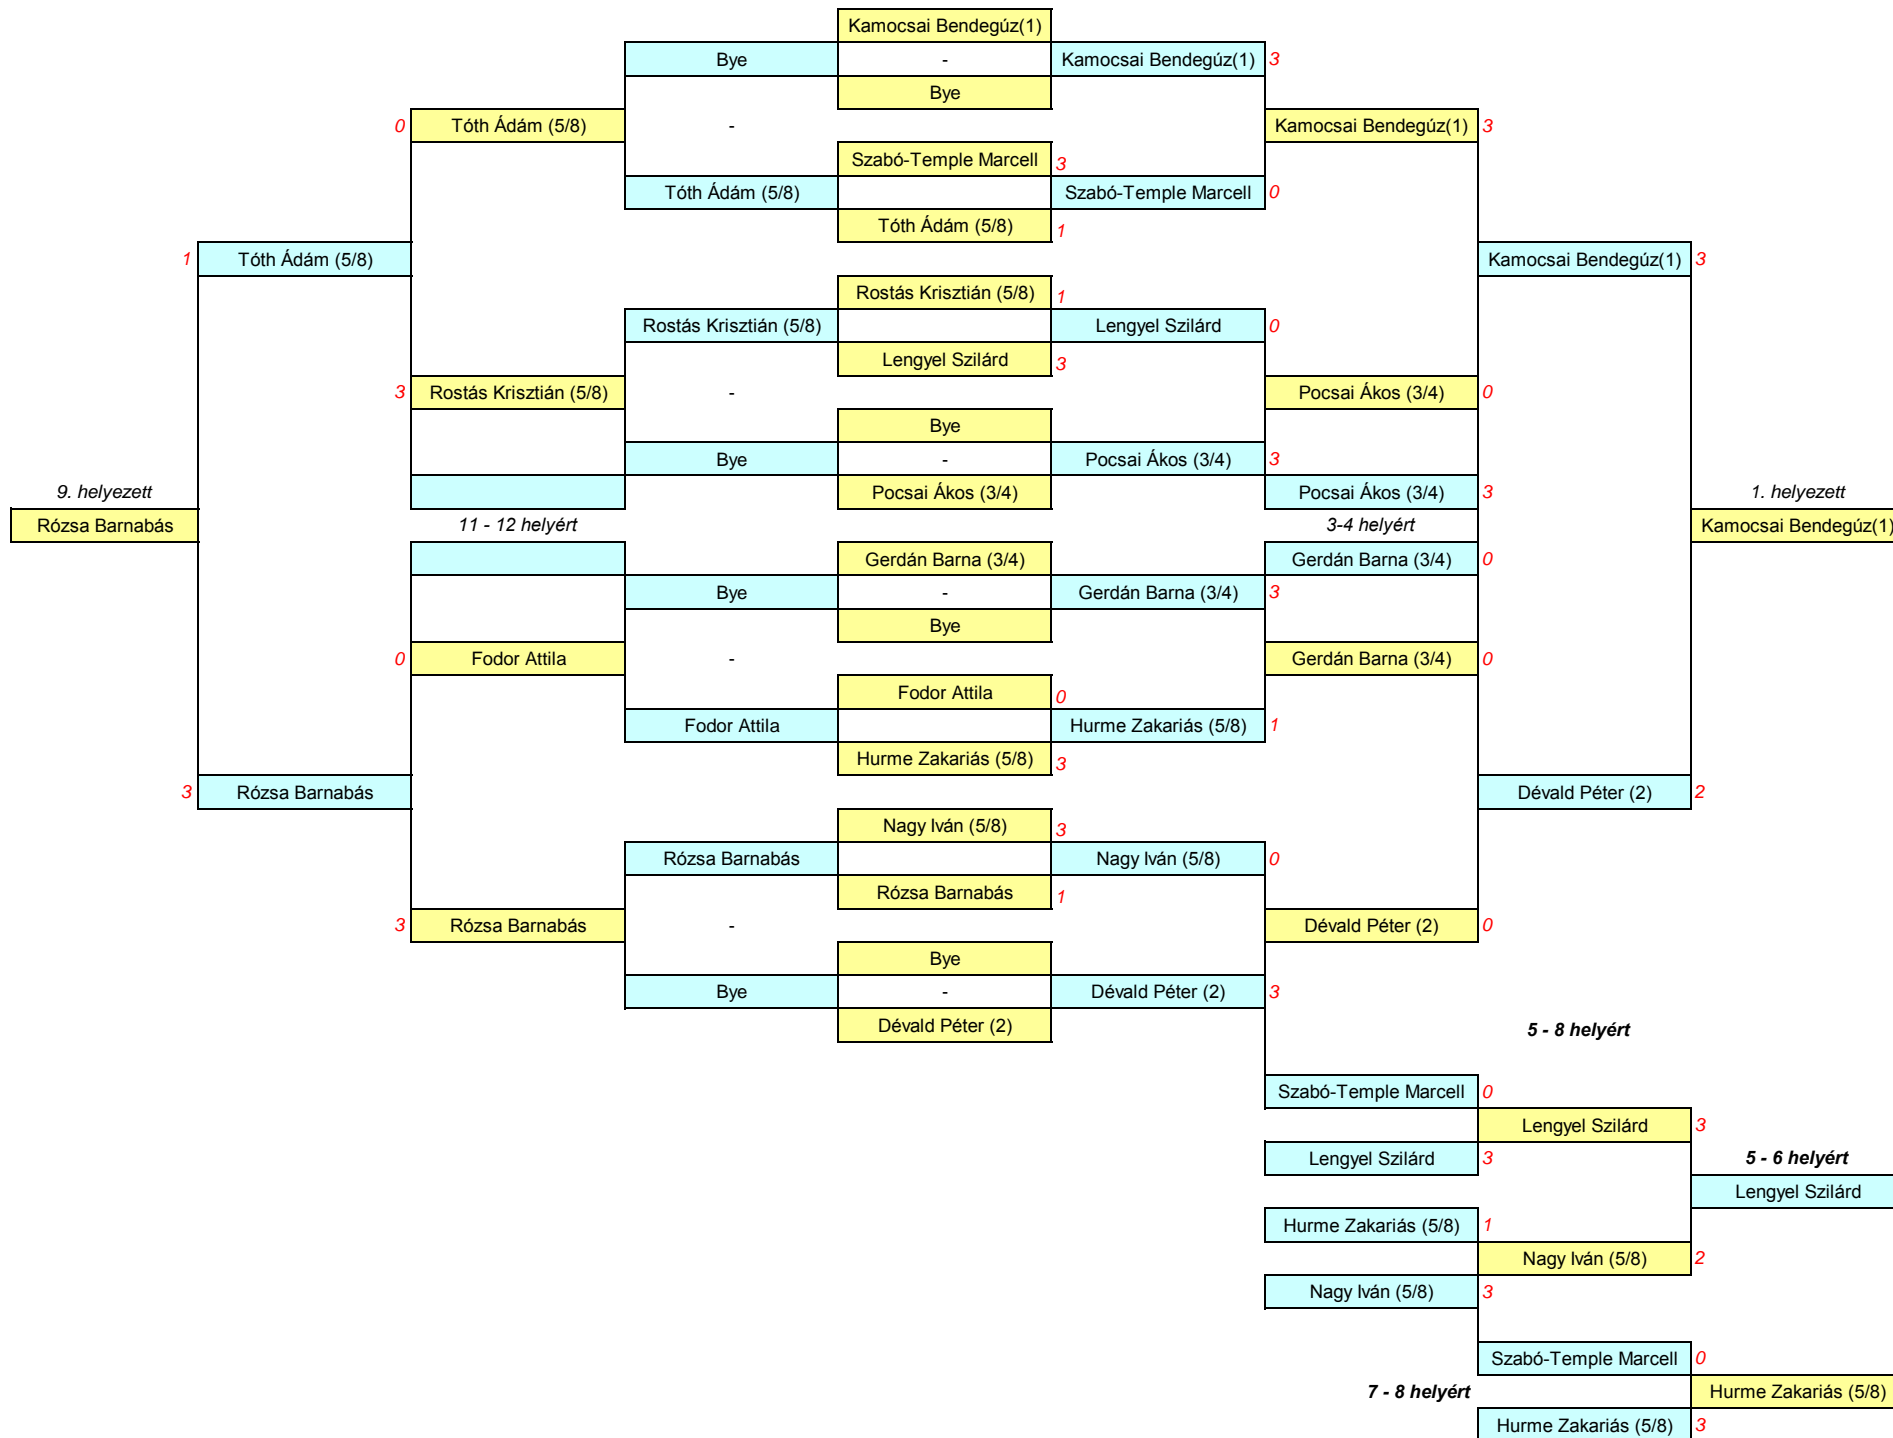 Kamocsai Bendegúz(1)
Bye - Kamocsai Bendegúz(1) 3
Bye
0 Tóth Ádám (5/8) - Kamocsai Bendegúz(1) 3
Szabó-Temple Marcell 3
Tóth Ádám (5/8) Szabó-Temple Marcell 0
Tóth Ádám (5/8) 1
1 Tóth Ádám (5/8) Kamocsai Bendegúz(1) 3
Rostás Krisztián (5/8) 1
Rostás Krisztián (5/8) Lengyel Szilárd 0
Lengyel Szilárd 3
3 Rostás Krisztián (5/8) - Pocsai Ákos (3/4) 0
Bye
Bye - Pocsai Ákos (3/4) 3
9. helyezett Pocsai Ákos (3/4) Pocsai Ákos (3/4) 3 1. helyezett
Rózsa Barnabás 11 - 12 helyért 3-4 helyért Kamocsai Bendegúz(1)
Gerdán Barna (3/4) Gerdán Barna (3/4) 0
Bye - Gerdán Barna (3/4) 3
Bye
0 Fodor Attila - Gerdán Barna (3/4) 0
Fodor Attila 0
Fodor Attila Hurme Zakariás (5/8) 1
Hurme Zakariás (5/8) 3
3 Rózsa Barnabás Dévald Péter (2) 2
Nagy Iván (5/8) 3
Rózsa Barnabás Nagy Iván (5/8) 0
Rózsa Barnabás 1
3 Rózsa Barnabás - Dévald Péter (2) 0
Bye
Bye - Dévald Péter (2) 3
Dévald Péter (2)
5 - 8 helyért
Szabó-Temple Marcell 0
Lengyel Szilárd 3
Lengyel Szilárd 3 5 - 6 helyért
Lengyel Szilárd
Hurme Zakariás (5/8) 1
Nagy Iván (5/8) 2
Nagy Iván (5/8) 3
Szabó-Temple Marcell 0
7 - 8 helyért Hurme Zakariás (5/8)
Hurme Zakariás (5/8) 3